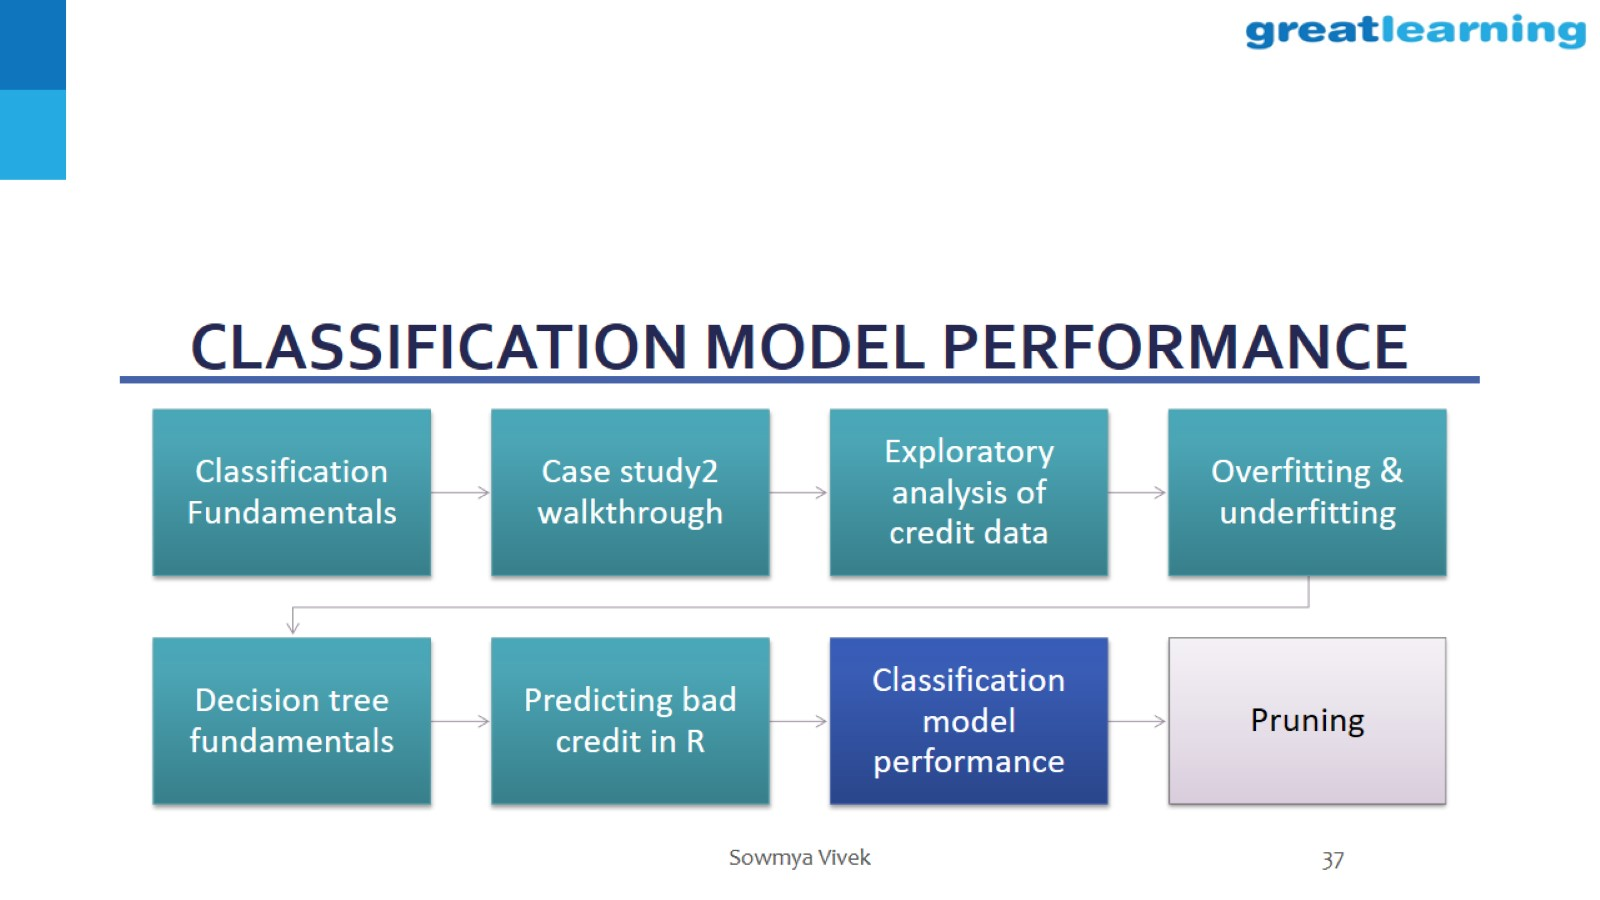 greatlearning
CLASSIFICATION MODEL PERFORMANCE
Classification
Fundamentals
Case study2
walkthrough
Exploratory
analysis of
credit data
Overfitting &
underfitting
Decision tree
fundamentals
Predicting bad
credit in R
Classification
model
performance
Pruning
Sowmya Vivek
37